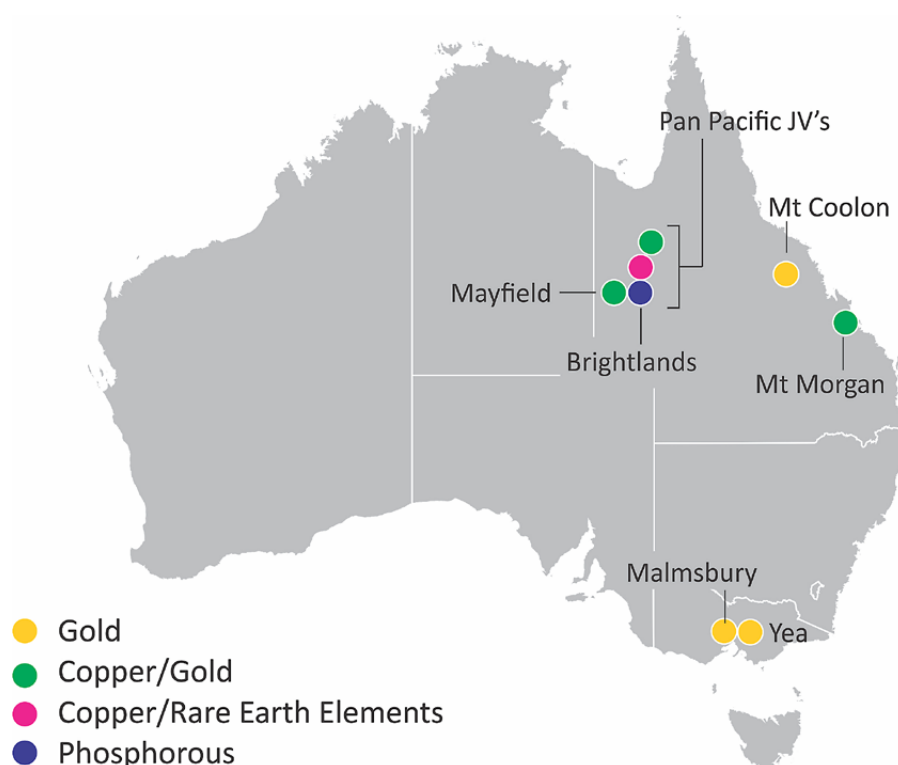 Pan Pacific JV's
Mt Coolon
Mayfield
Brightlands
Mt Morgan
Malmsbury
Yea
Gold
Copper/Gold
Copper/Rare Earth Elements
Phosphorous